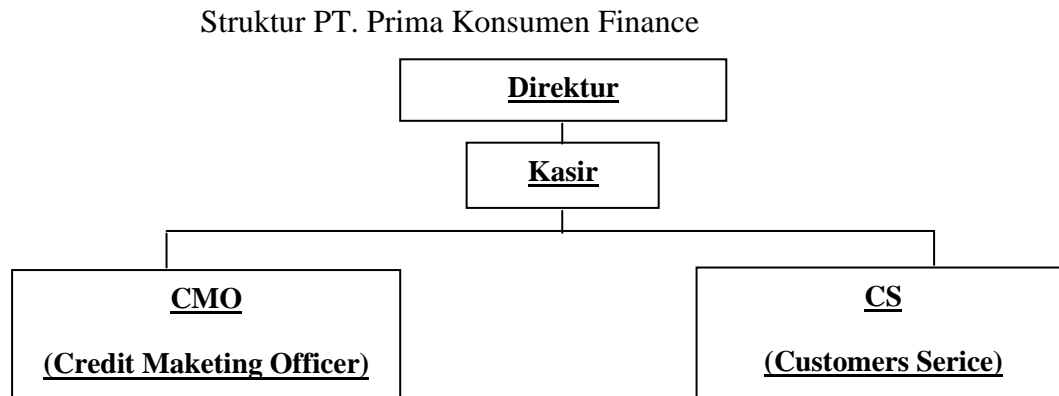 Struktur PT. Prima Konsumen Finance
Direktur
Kasir
CMO
(Credit Maketing Officer)
CS
(Customers Serice)